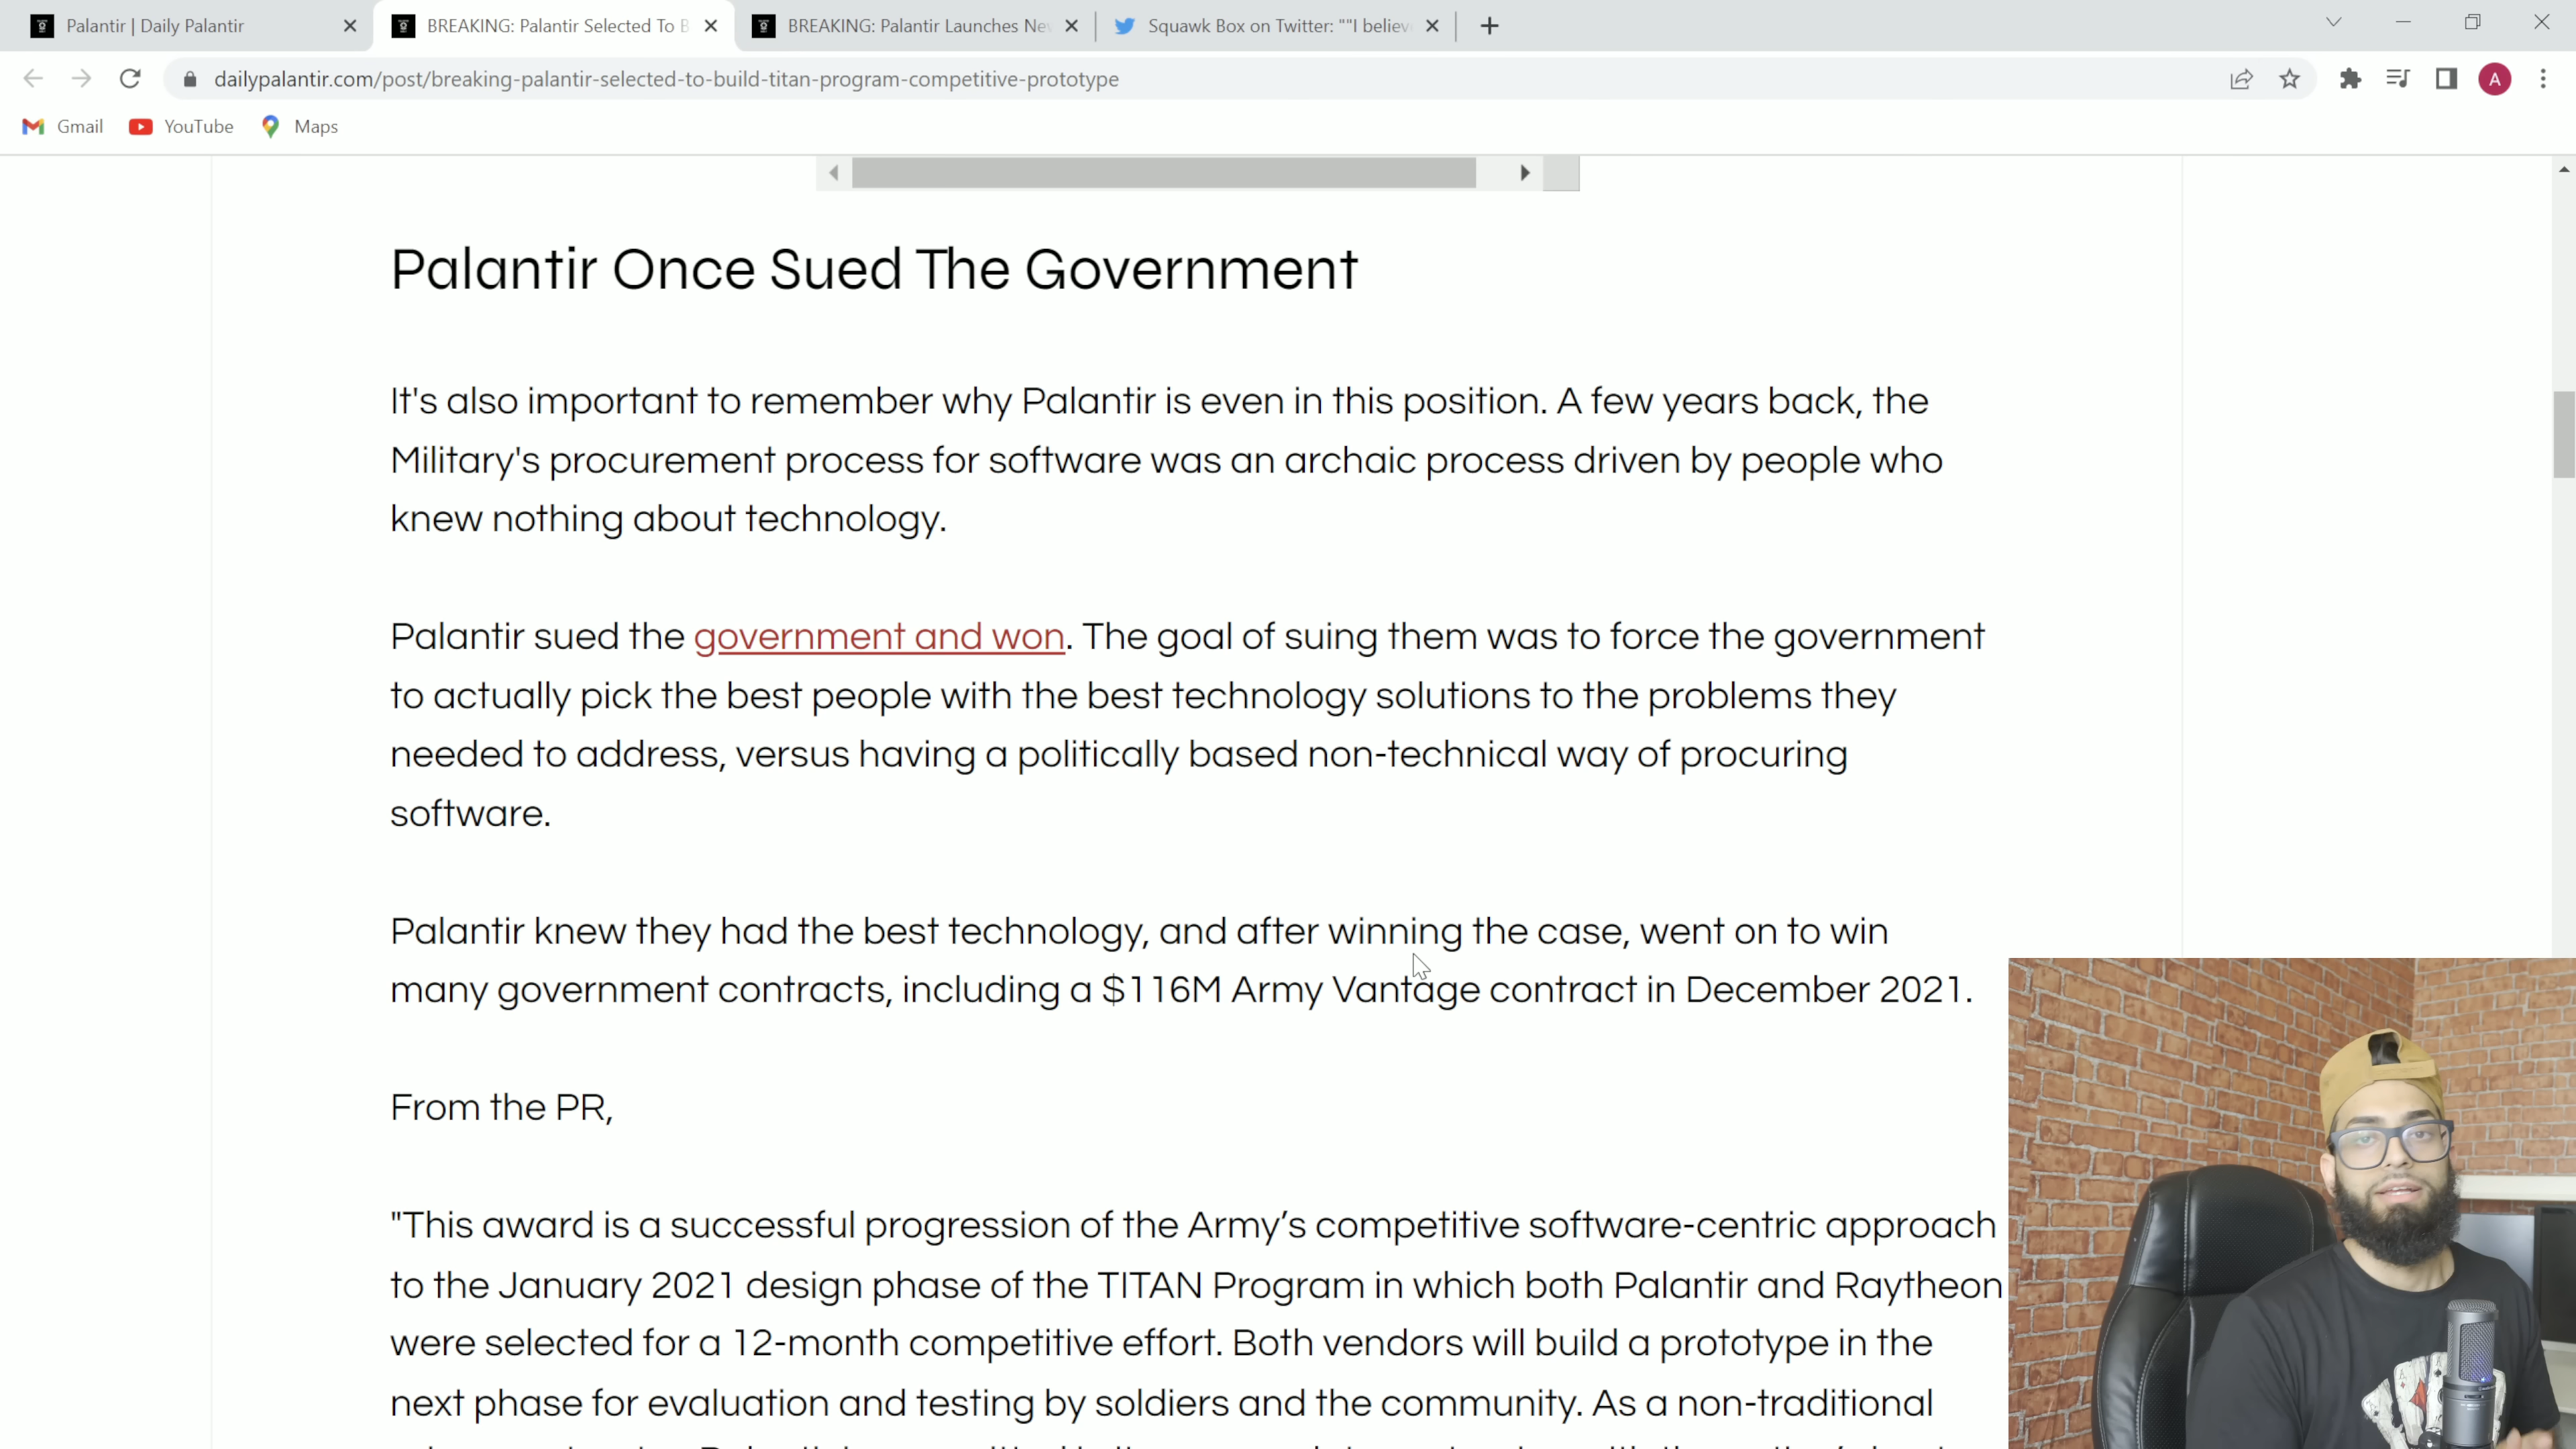 Palantir | Daily Palantir
BREAKING: Palantir Selected To B
BREAKING: Palantir Launches Ne
Squawk Box on Twitter: ""I believ
dailypalantir.com/post/breaking-palantir-selected-to-build-titan-program-competitive-prototype
A
Gmail
YouTube
Maps
Palantir Once Sued The Government
It's also important to remember why Palantir is even in this position. A few years back, the
Military's procurement process for software was an archaic process driven by people who
knew nothing about technology.
Palantir sued the government and won. The goal of suing them was to force the government
to actually pick the best people with the best technology solutions to the problems they
needed to address, versus having a politically based non-technical way of procuring
software.
Palantir knew they had the best technology, and after winning the case, went on to win
many government contracts, including a $116M Army Vantage contract in December 2021.
From the PR,
"This award is a successful progression of the Army’s competitive software-centric approach
to the January 2021 design phase of the TITAN Program in which both Palantir and Raytheon
were selected for a 12-month competitive effort. Both vendors will build a prototype in the
next phase for evaluation and testing by soldiers and the community. As a non-traditional